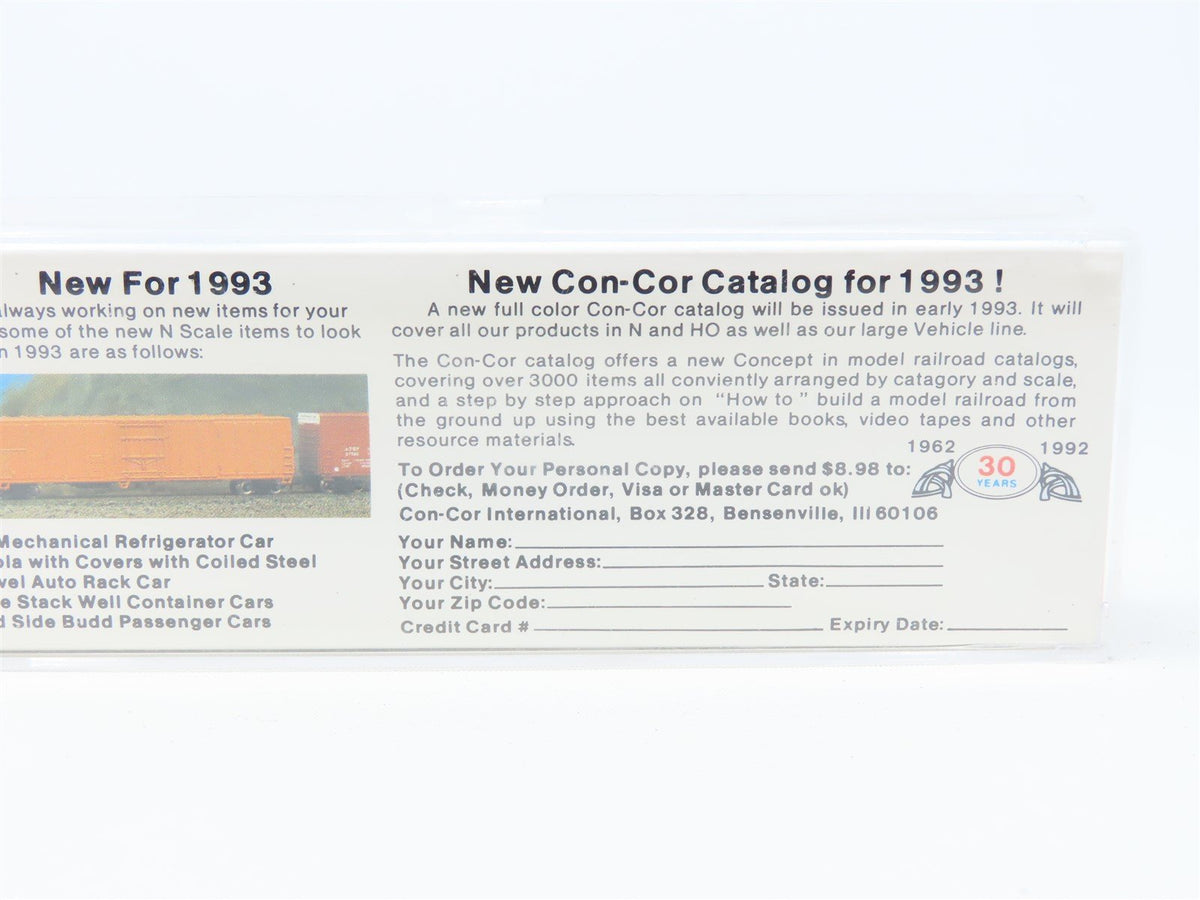 New For 1993
always working on new items for your
some of the new N Scale items to look
n 1993 are as follows:
Mechanical Refrigerator Car
ola with Covers with Coiled Steel
vel Auto Rack Car
e Stack Well Container Cars
d Side Budd Passenger Cars
New Con-Cor Catalog for 1993 !
A new full color Con-Cor catalog will be issued in early 1993. It will
cover all our products in N and HO as well as our large Vehicle line.
The Con-Cor catalog offers a new Concept in model railroad catalogs,
covering over 3000 items all conviently arranged by catagory and scale,
and a step by step approach on "How to " build a model railroad from
the ground up using the best available books, video tapes and other
resource materials.
1962 30 YEARS 1992
To Order Your Personal Copy, please send $8.98 to:
(Check, Money Order, Visa or Master Card ok)
Con-Cor International, Box 328, Bensenville, Ill 60106
Your Name:
Your Street Address:
Your City: State:
Your Zip Code:
Credit Card # Expiry Date: